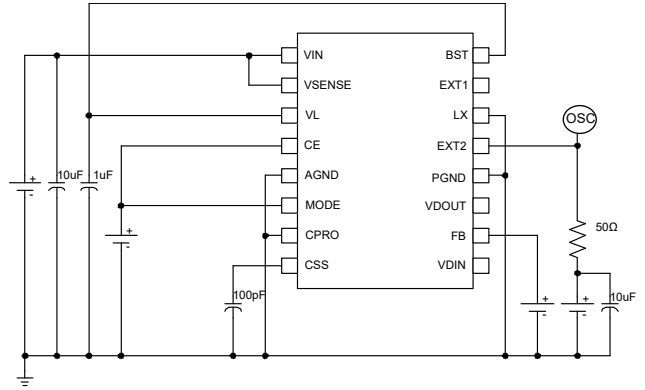 VIN BST
VSENSE EXT1
VL LX
OSC
CE EXT2
+ 10uF 1uF AGND PGND
-
MODE VDOUT
50Ω
+
-
CPRO FB
CSS VDIN
100pF
+ + 10uF
- -